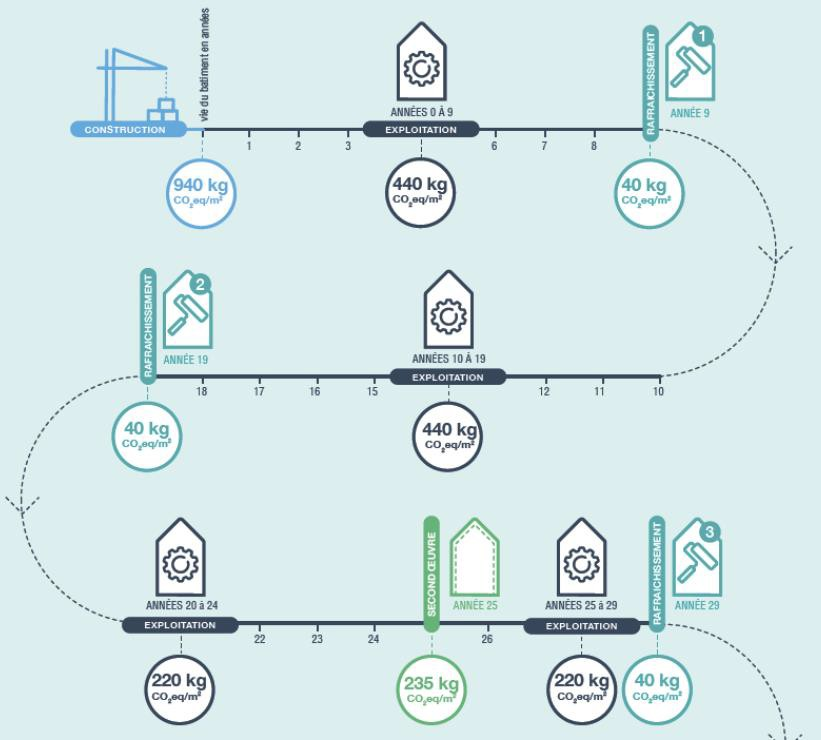 vie du batiment en années
CONSTRUCTION
ANNÉES 0 À 9
EXPLOITATION
RAFRAICHISSEMENT
1
ANNÉE 9
1 2 3 6 7 8
940 kg
CO₂eq/m²
440 kg
CO₂eq/m²
40 kg
CO₂eq/m²
RAFRAICHISSEMENT
2
ANNÉE 19
ANNÉES 10 À 19
EXPLOITATION
18 17 16 15 12 11 10
40 kg
CO₂eq/m²
440 kg
CO₂eq/m²
ANNÉES 20 à 24
EXPLOITATION
SECOND ŒUVRE
ANNÉE 25
ANNÉES 25 à 29
EXPLOITATION
RAFRAICHISSEMENT
3
ANNÉE 29
22 23 24 26
220 kg
CO₂eq/m²
235 kg
CO₂eq/m²
220 kg
CO₂eq/m²
40 kg
CO₂eq/m²